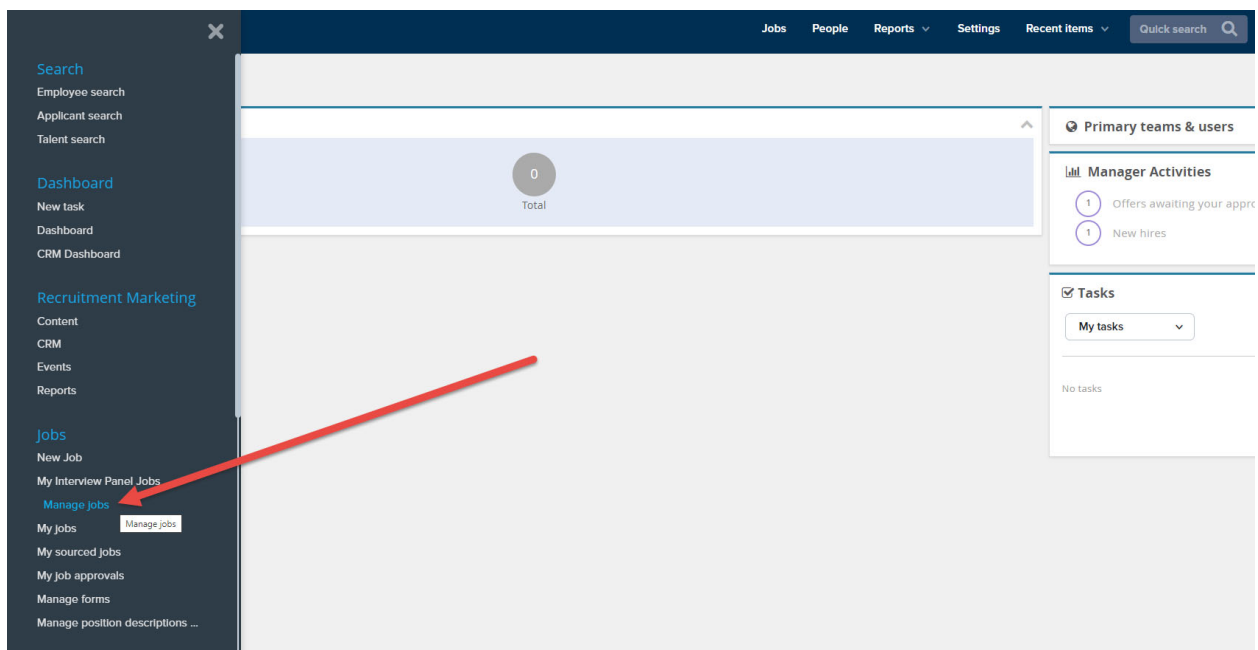 Jobs People Reports Settings Recent items Quick search
Search
Employee search
Applicant search
Talent search
Dashboard
New task
Dashboard
CRM Dashboard
Recruitment Marketing
Content
CRM
Events
Reports
Jobs
New Job
My Interview Panel Jobs
Manage jobs
Manage jobs
My jobs
My sourced jobs
My job approvals
Manage forms
Manage position descriptions ...
0
Total
Primary teams & users
Manager Activities
1 Offers awaiting your appro
1 New hires
Tasks
My tasks
No tasks